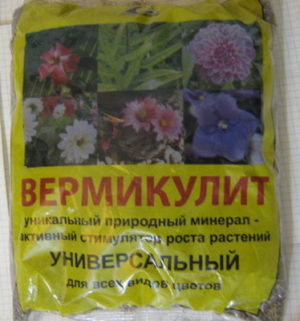 ВЕРМИКУЛИТ
уникальный природный минерал -
активный стимулятор роста растений
УНИВЕРСАЛЬНЫЙ
для всех видов цветов